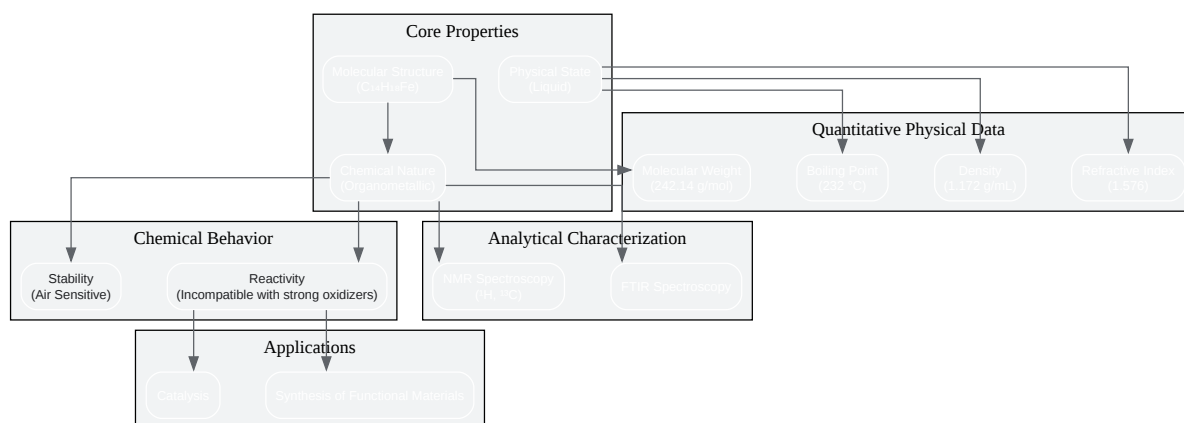 Core Properties
Molecular Structure
Physical State
(Liquid)
Quantitative Physical Data
Chemical Nature
(Organometallic)
Molecular Weight
(242.14 g/mol)
Boiling Point
(232 °C)
Density
(1.172 g/mL)
Refractive Index
(1.576)
Chemical Behavior
Analytical Characterization
Stability
(Air Sensitive)
Reactivity
(Incompatible with strong oxidizers)
NMR Spectroscopy
(¹H, ¹³C)
FTIR Spectroscopy
Applications
Catalysis
Synthesis of Functional Materials